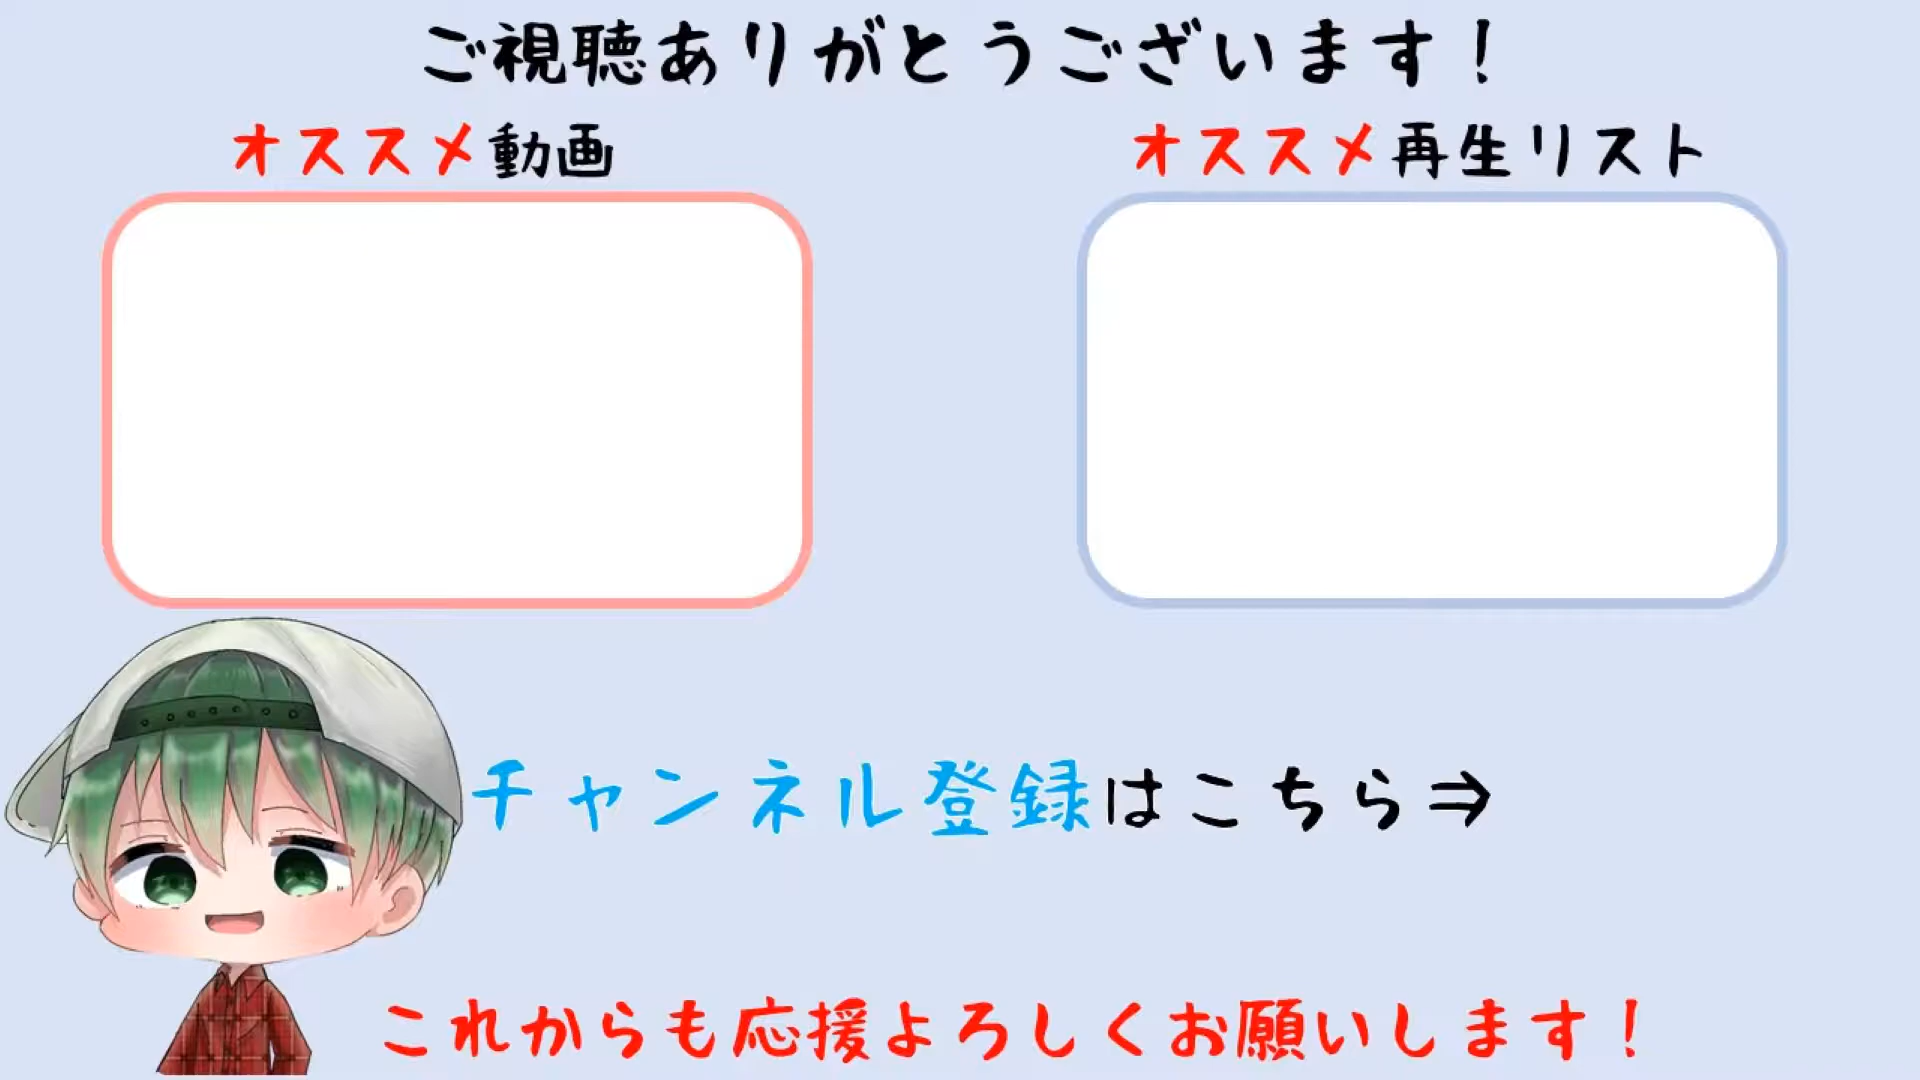 ご視聴ありがとうございます！
オススメ動画
オススメ再生リスト
チャンネル登録はこちら⇒
これからも応援よろしくお願いします！